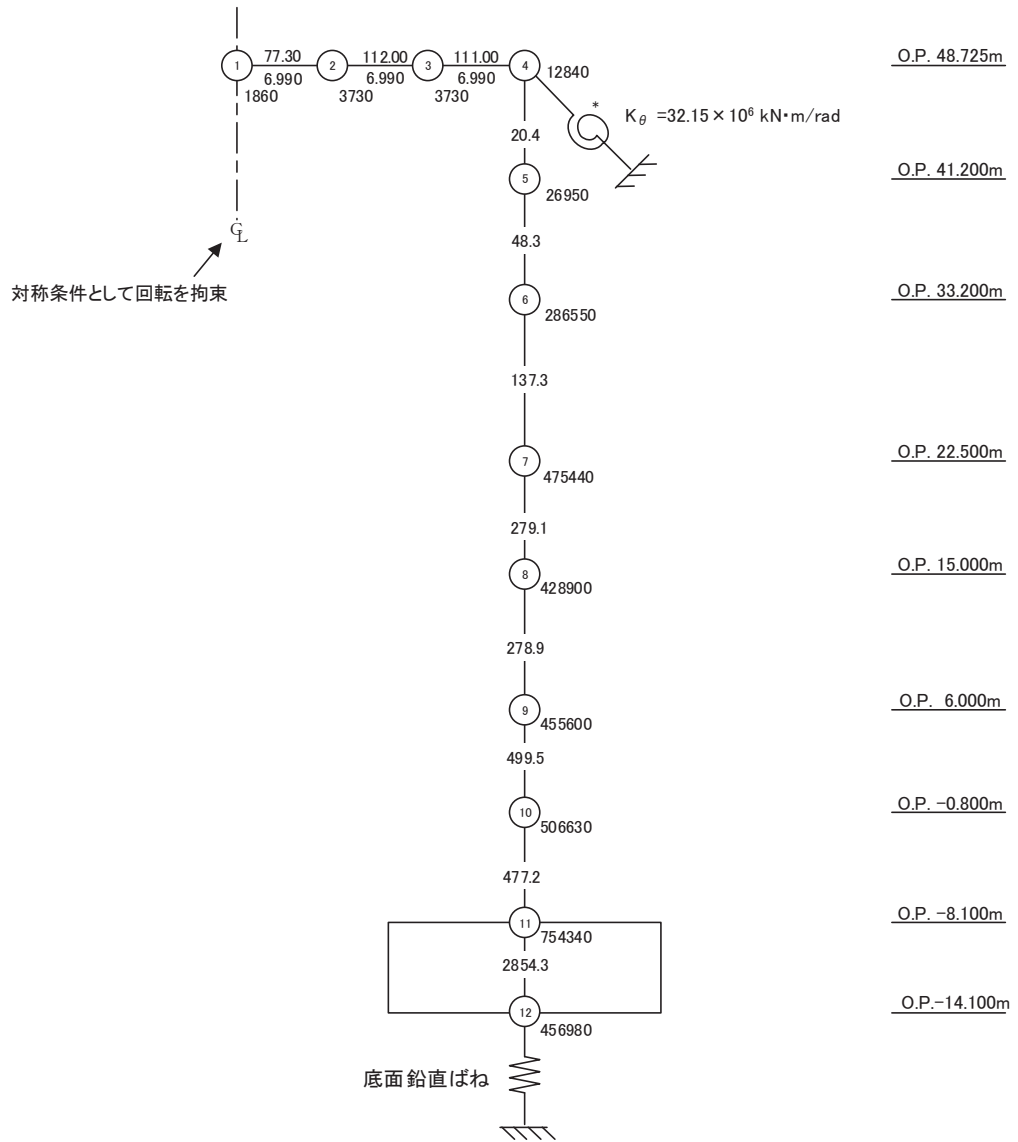 1 77.30 2 112.00 3 111.00 4 12840 O.P. 48.725m
6.990 6.990 6.990
1860 3730 3730
* Kθ =32.15×10⁶ kN・m/rad
20.4
5 26950 O.P. 41.200m
C̣L
48.3
対称条件として回転を拘束
6 286550 O.P. 33.200m
137.3
7 475440 O.P. 22.500m
279.1
8 428900 O.P. 15.000m
278.9
9 455600 O.P. 6.000m
499.5
10 506630 O.P. -0.800m
477.2
11 754340 O.P. -8.100m
2854.3
12 456980 O.P.-14.100m
底面鉛直ばね